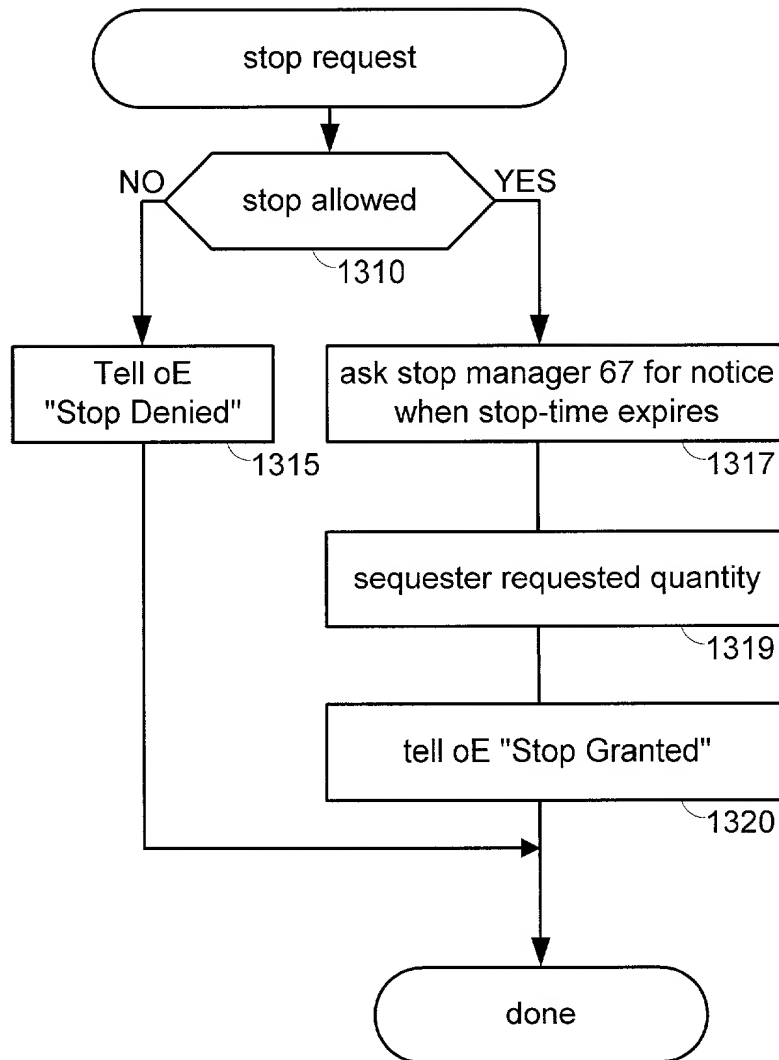 stop request
NO
YES
stop allowed
1310
Tell oE
"Stop Denied"
1315
ask stop manager 67 for notice
when stop-time expires
1317
sequester requested quantity
1319
tell oE "Stop Granted"
1320
done